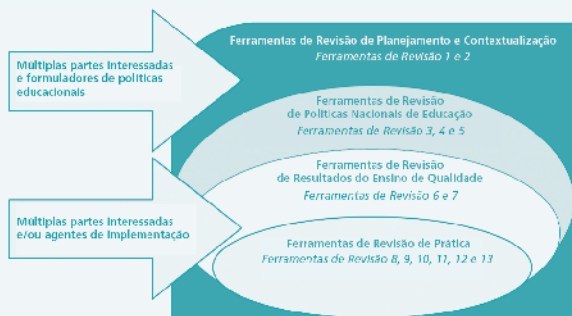 Ferramentas de Revisão de Planejamento e Contextualização
Ferramentas de Revisão 1 e 2
Múltiplas partes interessadas
e formuladores de políticas
educacionais
Ferramentas de Revisão
de Políticas Nacionais de Educação
Ferramentas de Revisão 3, 4 e 5
Ferramentas de Revisão
de Resultados do Ensino de Qualidade
Ferramentas de Revisão 6 e 7
Múltiplas partes interessadas
e/ou agentes de implementação
Ferramentas de Revisão de Prática
Ferramentas de Revisão 8, 9, 10, 11, 12 e 13